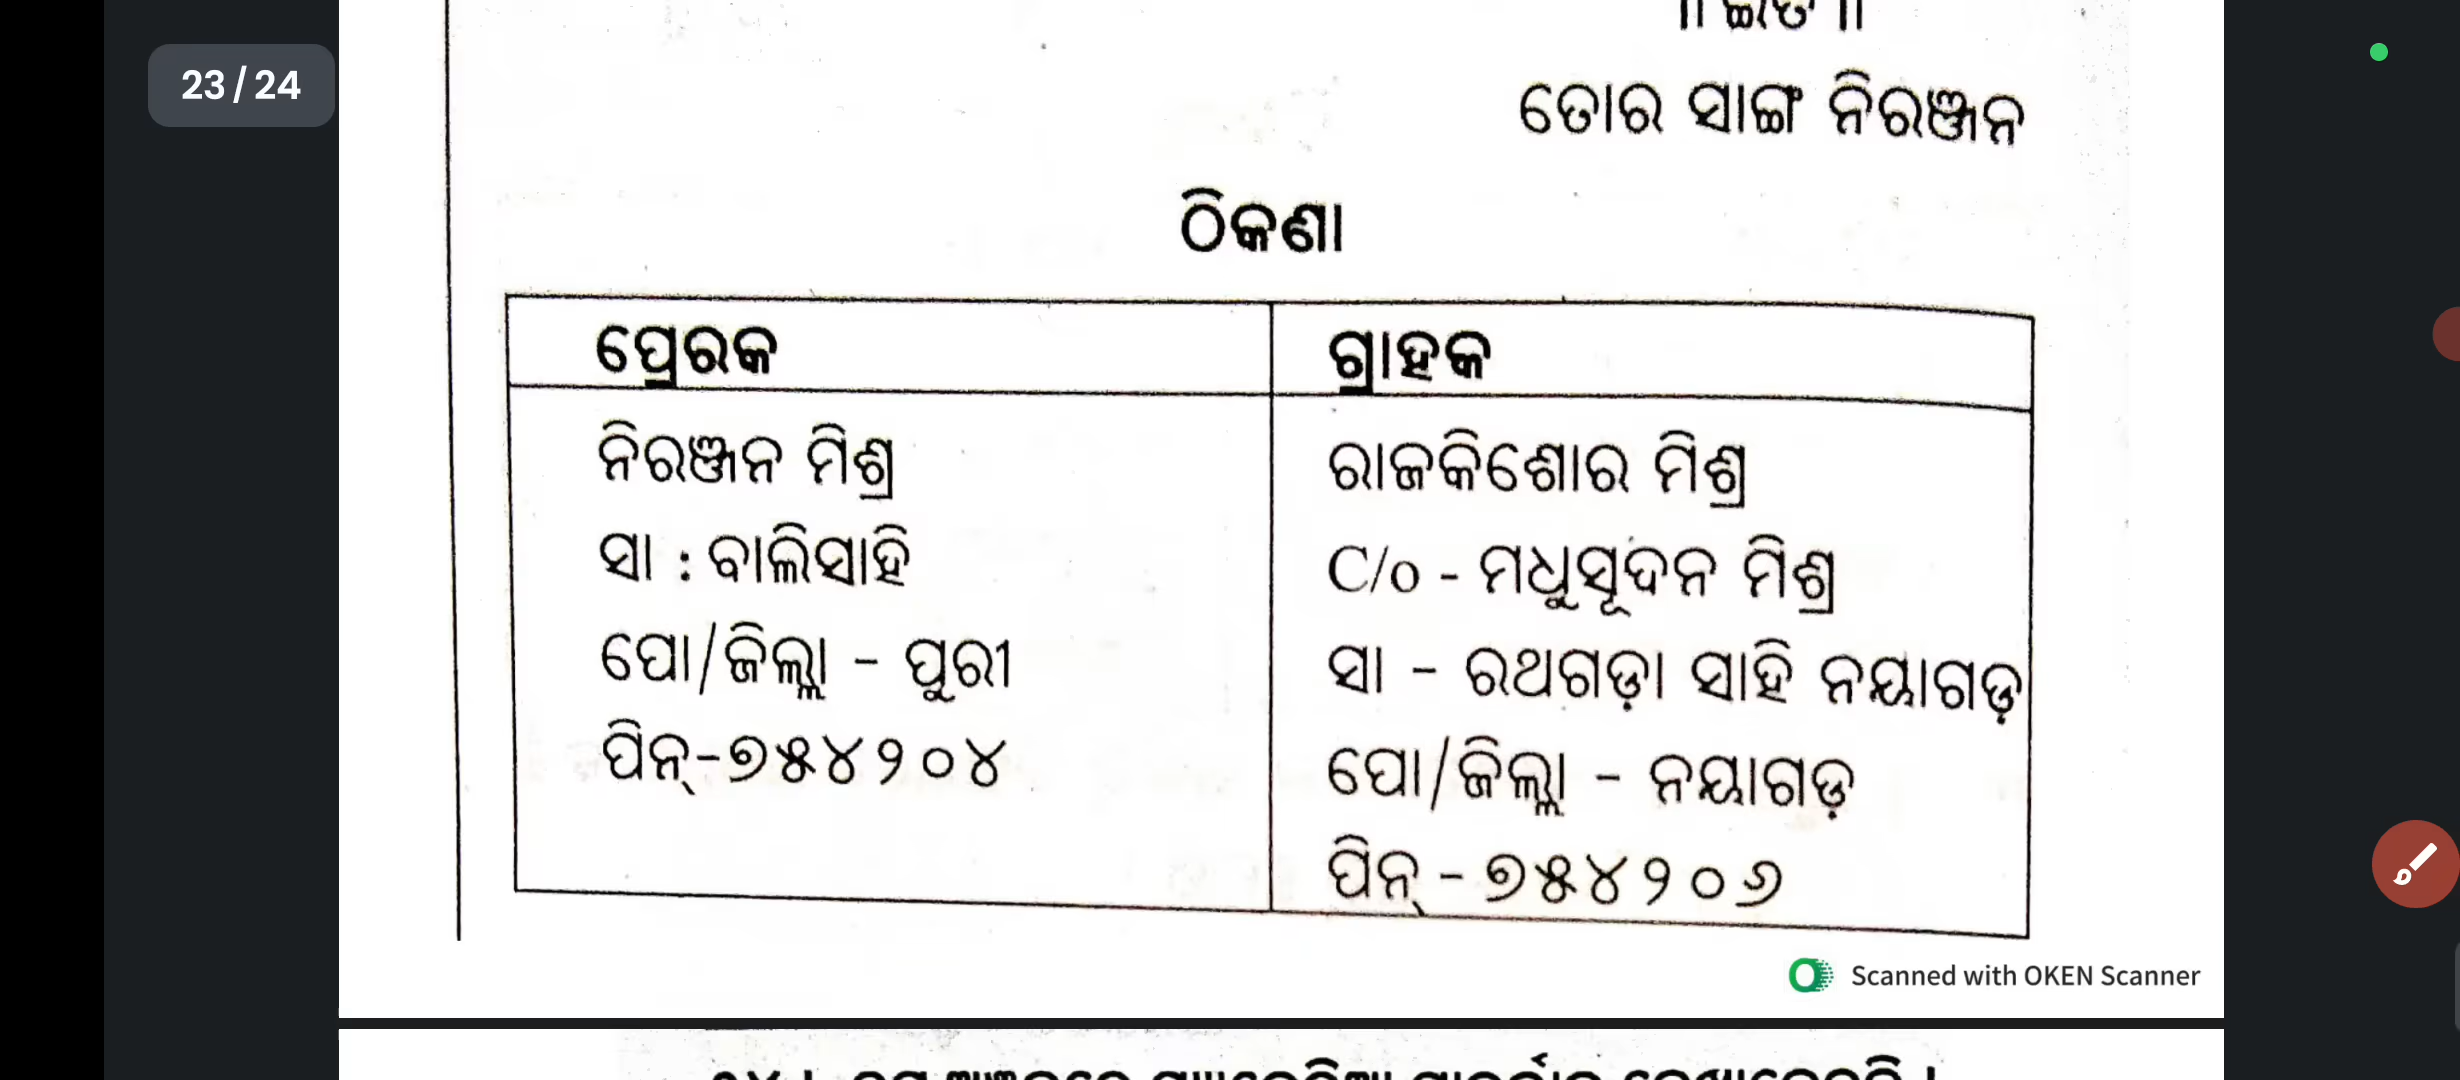 23/24
॥ ଇତି ॥
ତୋର ସାଙ୍ଗ ନିରଞ୍ଜନ
ଠିକଣା
ପ୍ରେରକ
ନିରଞ୍ଜନ ମିଶ୍ର
ସା : ବାଲିସାହି
ପୋ/ଜିଲ୍ଲା - ପୁରୀ
ପିନ୍-୭୫୪୨୦୪
ଗ୍ରାହକ
ରାଜକିଶୋର ମିଶ୍ର
C/o - ମଧୁସୂଦନ ମିଶ୍ର
ସା - ରଥଗଡ଼ା ସାହି ନୟାଗଡ଼
ପୋ/ଜିଲ୍ଲା - ନୟାଗଡ଼
ପିନ୍ - ୭୫୪୨୦୬
Scanned with OKEN Scanner